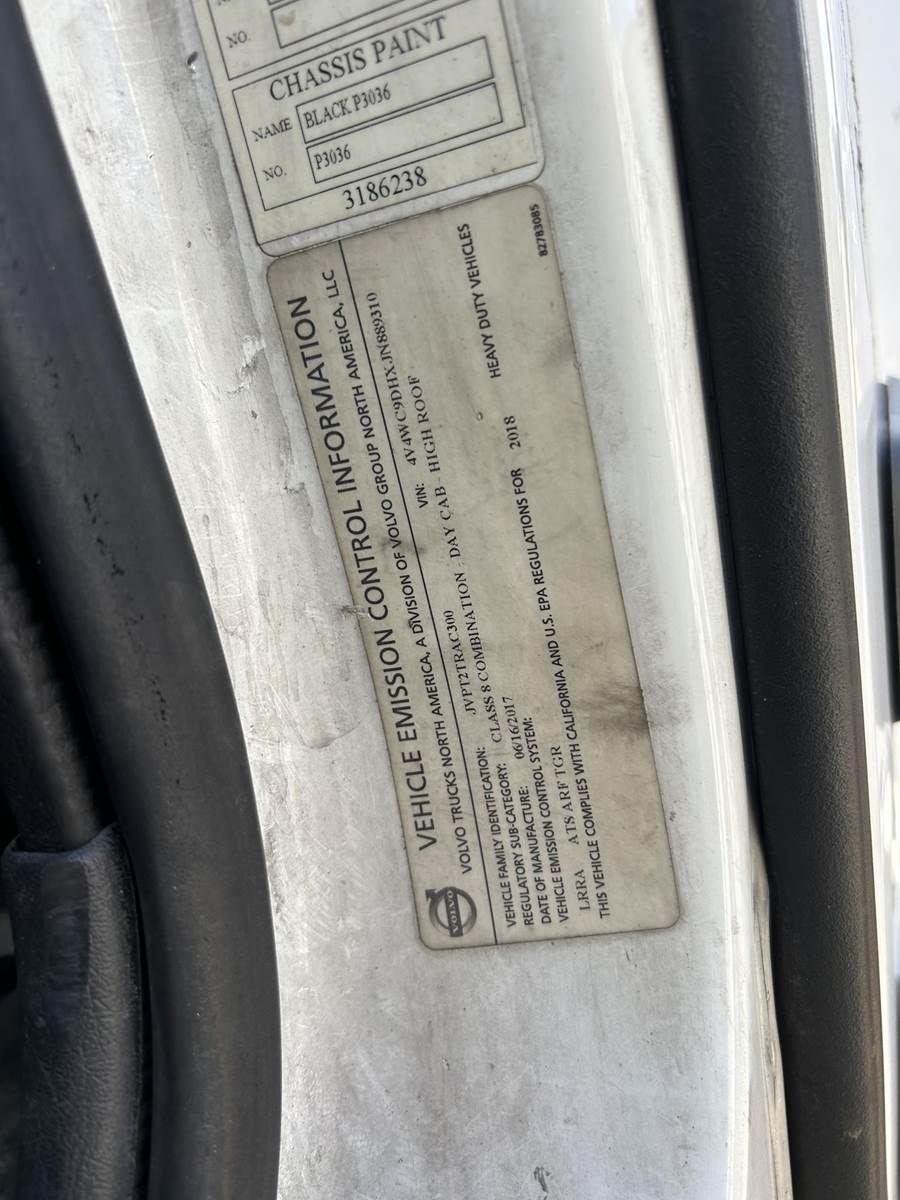 NO.
CHASSIS PAINT
NAME BLACK P3036
NO. P3036
3186238
VEHICLE EMISSION CONTROL INFORMATION
VOLVO TRUCKS NORTH AMERICA, A DIVISION OF VOLVO GROUP NORTH AMERICA, LLC
VOLVO
VIN: 4V4WC9DHXJN889310
VEHICLE FAMILY IDENTIFICATION: JVPT2TRAC300
REGULATORY SUB-CATEGORY: CLASS 8 COMBINATION - DAY CAB - HIGH ROOF
DATE OF MANUFACTURE: 06/16/2017
VEHICLE EMISSION CONTROL SYSTEM:
LRRA ATS ARF TGR
THIS VEHICLE COMPLIES WITH CALIFORNIA AND U.S. EPA REGULATIONS FOR 2018 HEAVY DUTY VEHICLES
82783085